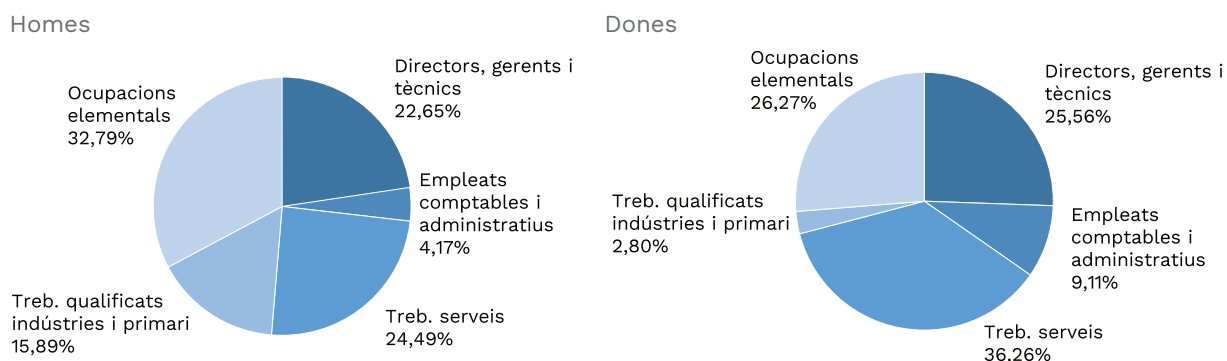 Homes
Directors, gerents i
tècnics
22,65%
Empleats
comptables i
administratius
4,17%
Treb. serveis
24,49%
Treb. qualificats
indústries i primari
15,89%
Ocupacions
elementals
32,79%
Dones
Directors, gerents i
tècnics
25,56%
Empleats
comptables i
administratius
9,11%
Treb. serveis
36,26%
Treb. qualificats
indústries i primari
2,80%
Ocupacions
elementals
26,27%